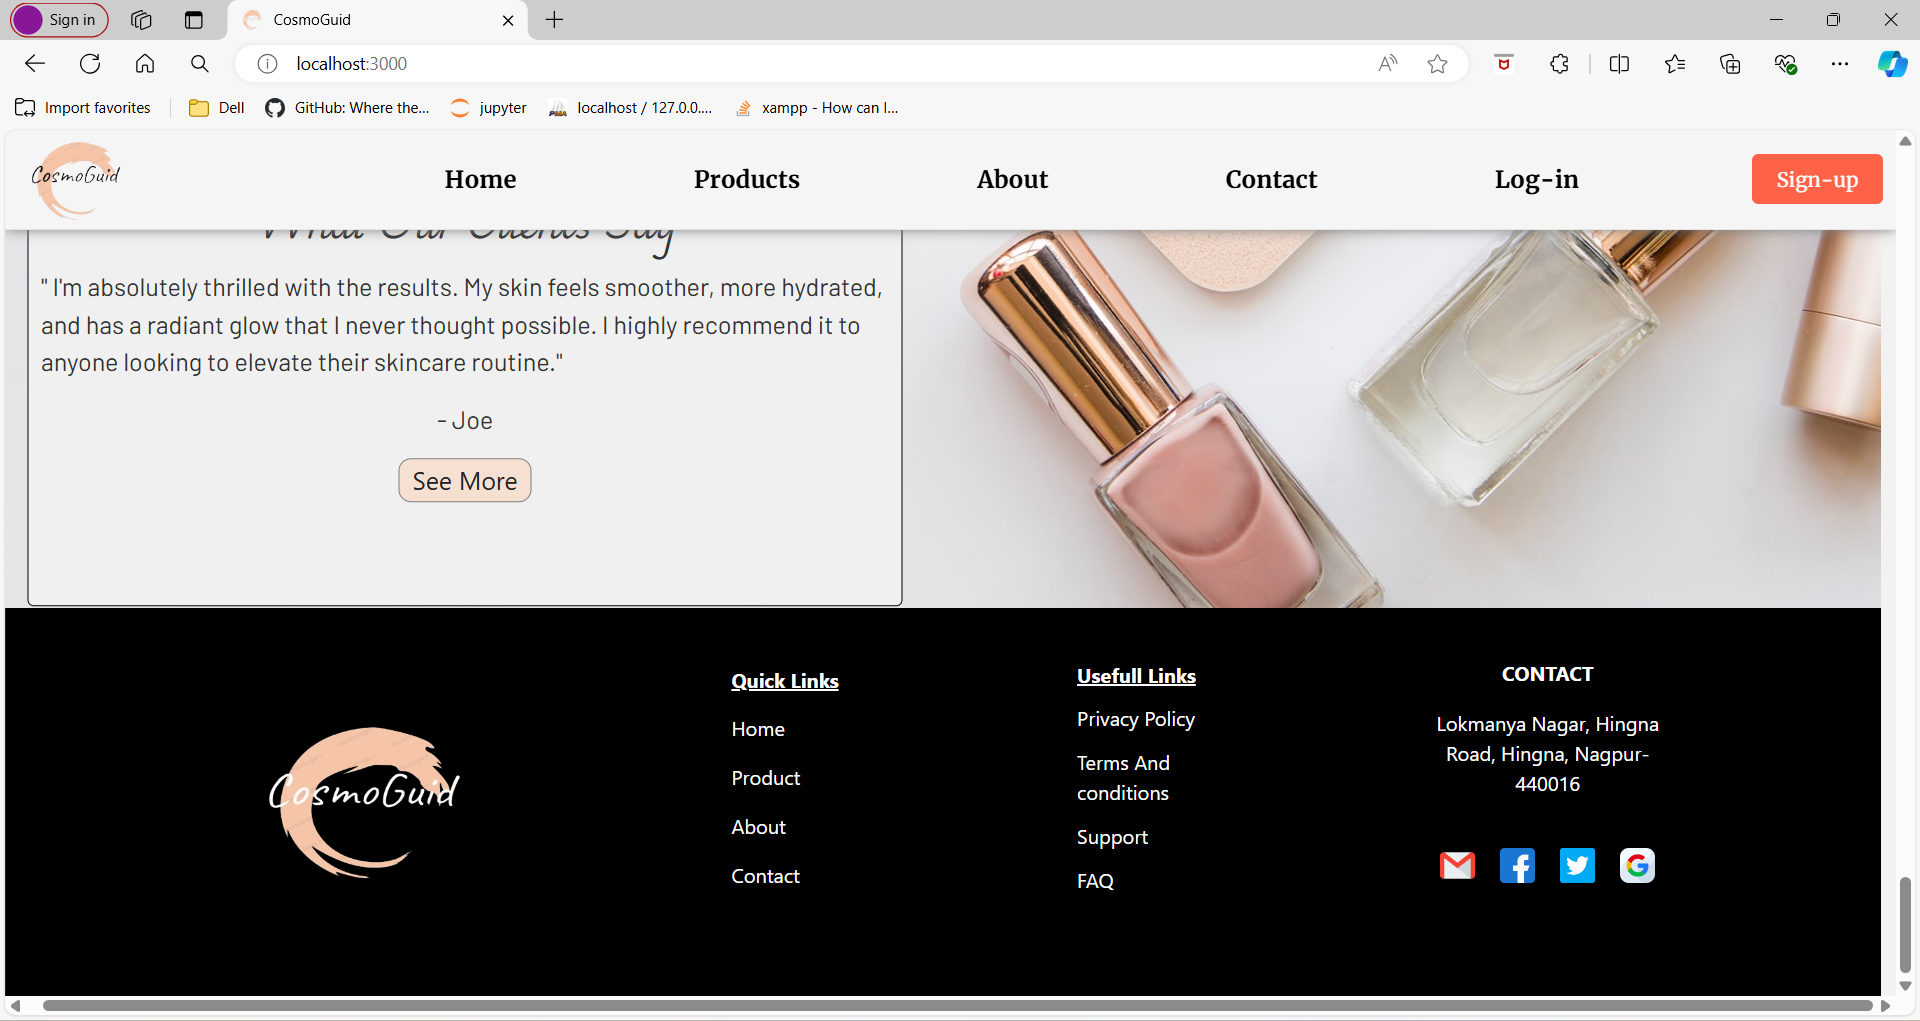 Sign in
CosmoGuid
localhost:3000
Import favorites
Dell
GitHub: Where the...
jupyter
localhost / 127.0.0....
xampp - How can I...
CosmoGuid
Home
Products
About
Contact
Log-in
Sign-up
What Our Clients Say
" I'm absolutely thrilled with the results. My skin feels smoother, more hydrated,
and has a radiant glow that I never thought possible. I highly recommend it to
anyone looking to elevate their skincare routine."
- Joe
See More
CosmoGuid
Quick Links
Home
Product
About
Contact
Usefull Links
Privacy Policy
Terms And
conditions
Support
FAQ
CONTACT
Lokmanya Nagar, Hingna
Road, Hingna, Nagpur-
440016